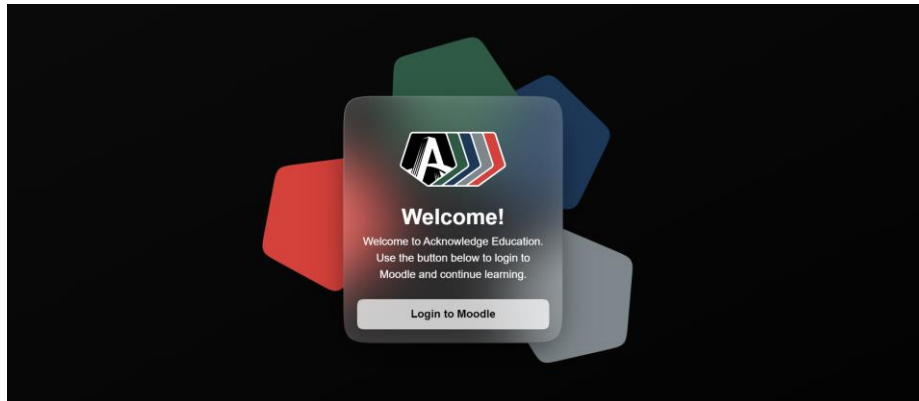 A
Welcome!
Welcome to Acknowledge Education.
Use the button below to login to
Moodle and continue learning.
Login to Moodle